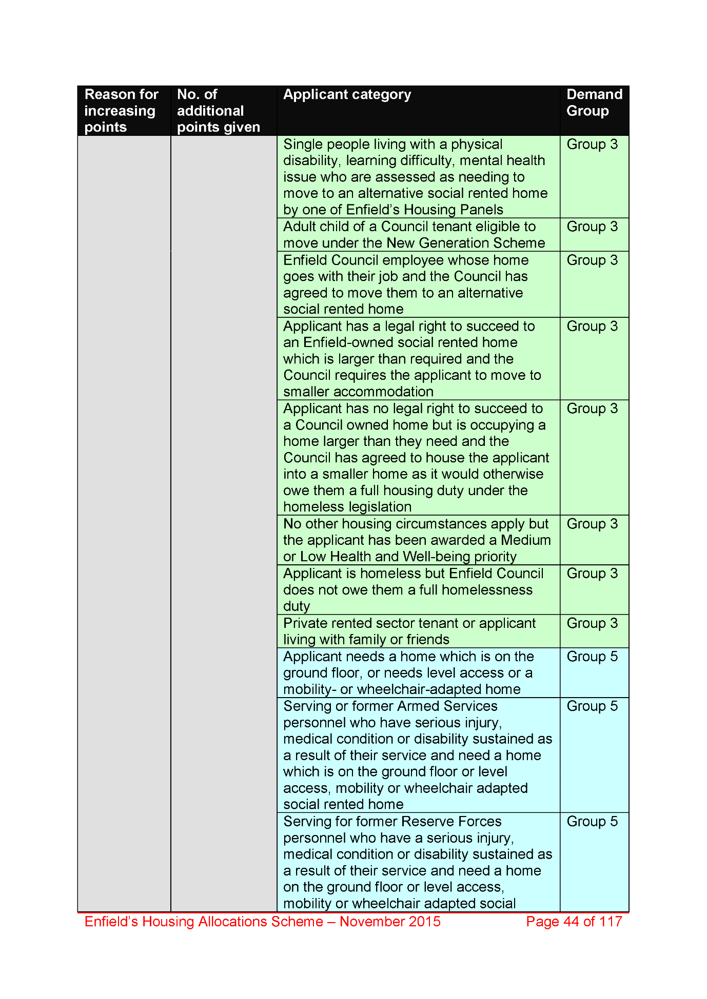 Reason for increasing points
No. of additional points given
Applicant category
Demand Group
Single people living with a physical
disability, learning difficulty, mental health
issue who are assessed as needing to
move to an alternative social rented home
by one of Enfield’s Housing Panels
Group 3
Adult child of a Council tenant eligible to
move under the New Generation Scheme
Group 3
Enfield Council employee whose home
goes with their job and the Council has
agreed to move them to an alternative
social rented home
Group 3
Applicant has a legal right to succeed to
an Enfield-owned social rented home
which is larger than required and the
Council requires the applicant to move to
smaller accommodation
Group 3
Applicant has no legal right to succeed to
a Council owned home but is occupying a
home larger than they need and the
Council has agreed to house the applicant
into a smaller home as it would otherwise
owe them a full housing duty under the
homeless legislation
Group 3
No other housing circumstances apply but
the applicant has been awarded a Medium
or Low Health and Well-being priority
Group 3
Applicant is homeless but Enfield Council
does not owe them a full homelessness
duty
Group 3
Private rented sector tenant or applicant
living with family or friends
Group 3
Applicant needs a home which is on the
ground floor, or needs level access or a
mobility- or wheelchair-adapted home
Group 5
Serving or former Armed Services
personnel who have serious injury,
medical condition or disability sustained as
a result of their service and need a home
which is on the ground floor or level
access, mobility or wheelchair adapted
social rented home
Group 5
Serving for former Reserve Forces
personnel who have a serious injury,
medical condition or disability sustained as
a result of their service and need a home
on the ground floor or level access,
mobility or wheelchair adapted social
Group 5
Enfield’s Housing Allocations Scheme – November 2015
Page 44 of 117